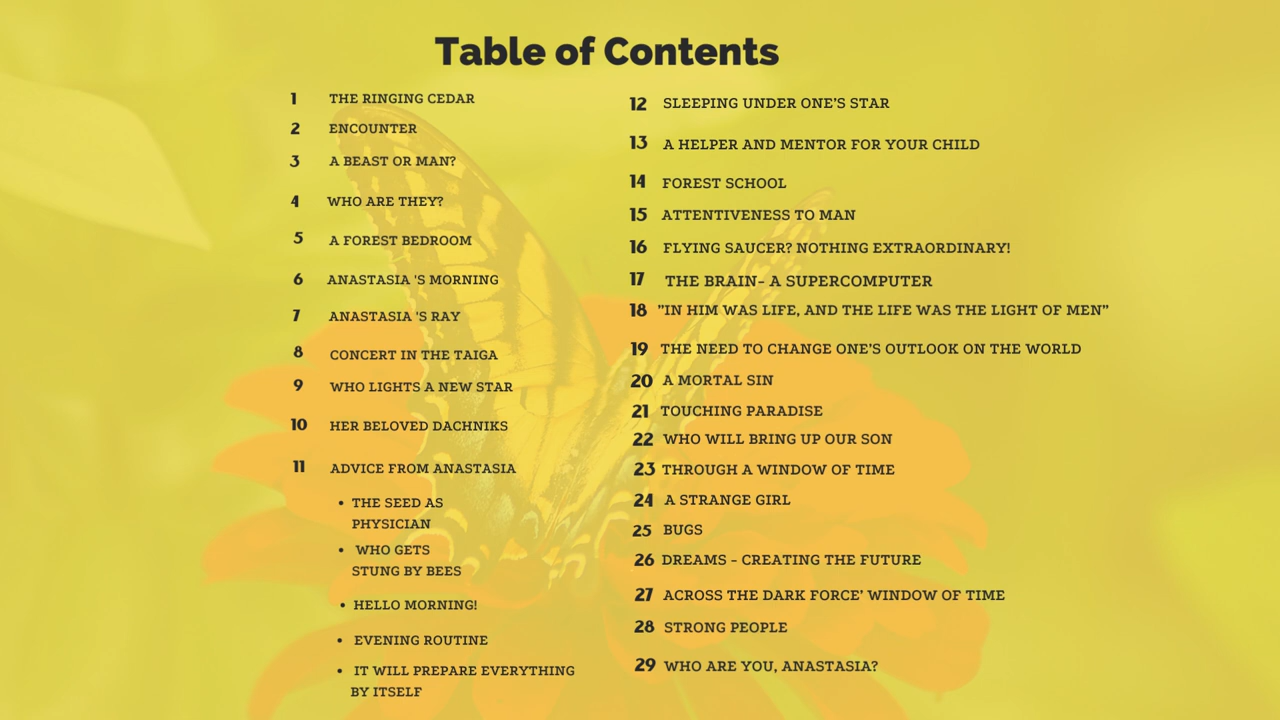 Table of Contents
1 THE RINGING CEDAR
2 ENCOUNTER
3 A BEAST OR MAN?
4 WHO ARE THEY?
5 A FOREST BEDROOM
6 ANASTASIA 'S MORNING
7 ANASTASIA 'S RAY
8 CONCERT IN THE TAIGA
9 WHO LIGHTS A NEW STAR
10 HER BELOVED DACHNIKS
11 ADVICE FROM ANASTASIA
• THE SEED AS
PHYSICIAN
• WHO GETS
STUNG BY BEES
• HELLO MORNING!
• EVENING ROUTINE
• IT WILL PREPARE EVERYTHING
BY ITSELF
12 SLEEPING UNDER ONE'S STAR
13 A HELPER AND MENTOR FOR YOUR CHILD
14 FOREST SCHOOL
15 ATTENTIVENESS TO MAN
16 FLYING SAUCER? NOTHING EXTRAORDINARY!
17 THE BRAIN- A SUPERCOMPUTER
18 "IN HIM WAS LIFE, AND THE LIFE WAS THE LIGHT OF MEN"
19 THE NEED TO CHANGE ONE'S OUTLOOK ON THE WORLD
20 A MORTAL SIN
21 TOUCHING PARADISE
22 WHO WILL BRING UP OUR SON
23 THROUGH A WINDOW OF TIME
24 A STRANGE GIRL
25 BUGS
26 DREAMS - CREATING THE FUTURE
27 ACROSS THE DARK FORCE' WINDOW OF TIME
28 STRONG PEOPLE
29 WHO ARE YOU, ANASTASIA?